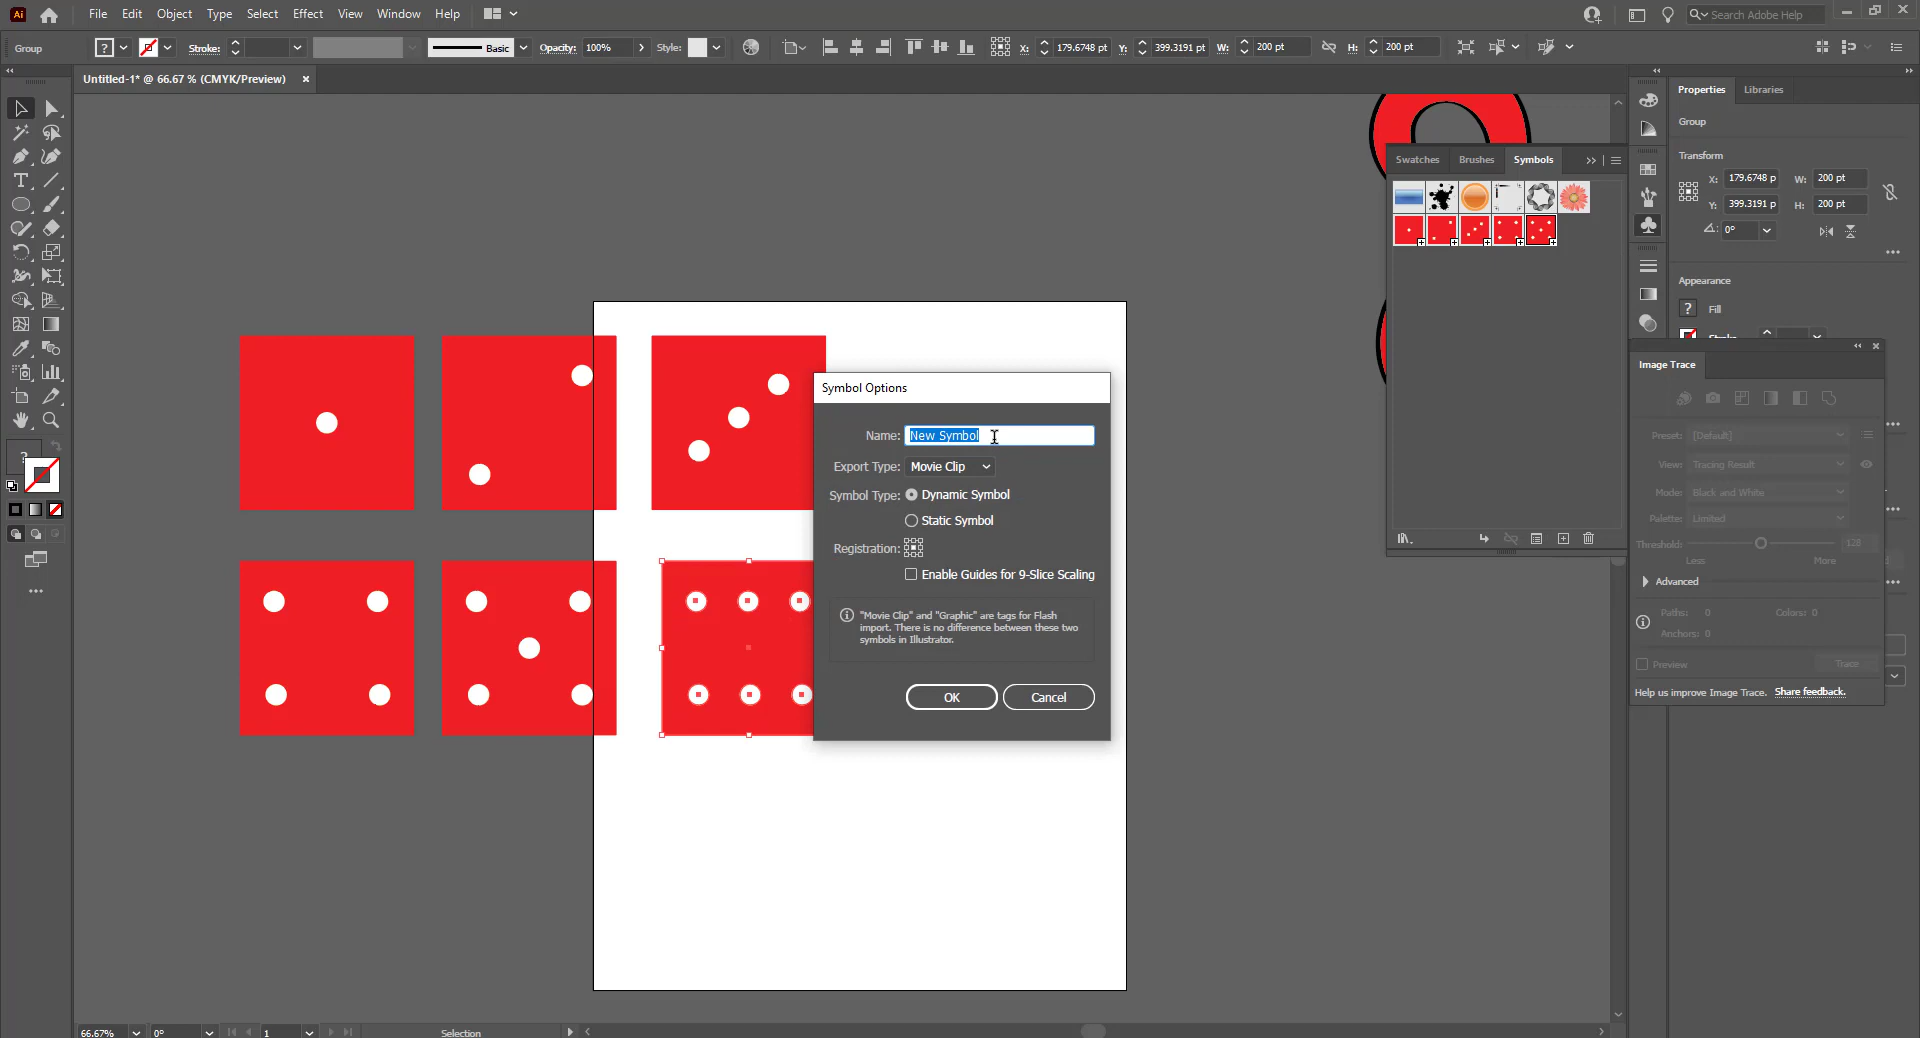 Ai File Edit Object Type Select Effect View Window Help Search Adobe Help
Group ? Stroke: Basic Opacity: 100% Style: X: 179.6748 pt Y: 399.3191 pt W: 200 pt H: 200 pt
Untitled-1* @ 66.67 % (CMYK/Preview)
Properties Libraries
Group
Transform
X: 179.6748 p W: 200 pt
Y: 399.3191 p H: 200 pt
0°
Appearance
? Fill
Swatches Brushes Symbols
Image Trace
Preset: [Default]
View: Tracing Result
Mode: Black and White
Palette: Limited
Threshold: 128
Less More
Advanced
Paths: 0 Colors: 0
Anchors: 0
Preview Trace
Help us improve Image Trace. Share feedback.
Symbol Options
Name: New Symbol
Export Type: Movie Clip
Symbol Type: Dynamic Symbol
Static Symbol
Registration:
Enable Guides for 9-Slice Scaling
"Movie Clip" and "Graphic" are tags for Flash
import. There is no difference between these two
symbols in Illustrator.
OK Cancel
?
66.67% 0° 1 Selection